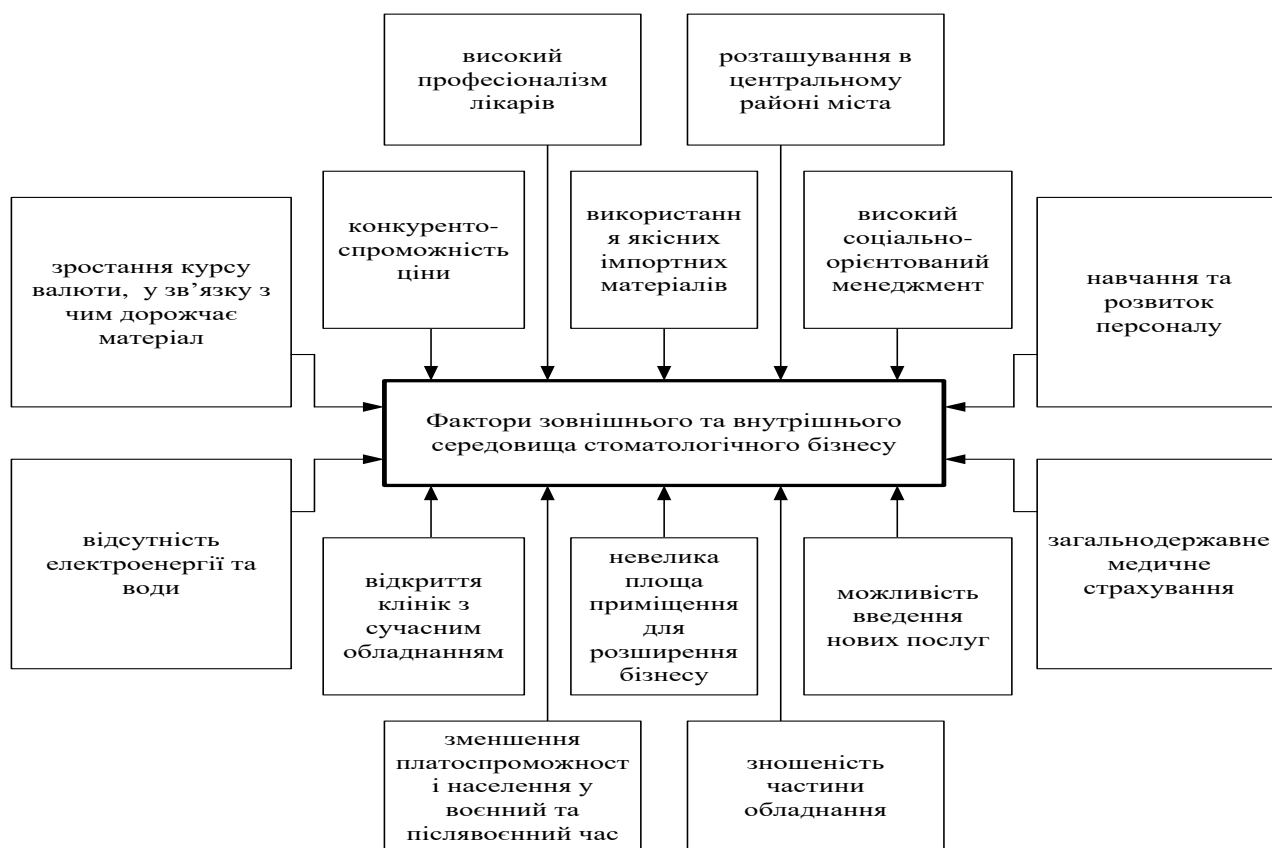 високий
професіоналізм
лікарів
розташування в
центральному
районі міста
зростання курсу
валюти, у зв’язку з
чим дорожчає
матеріал
конкуренто-
спроможність
ціни
використанн
я якісних
імпортних
матеріалів
високий
соціально-
орієнтований
менеджмент
навчання та
розвиток
персоналу
Фактори зовнішнього та внутрішнього
середовища стоматологічного бізнесу
відсутність
електроенергії та
води
відкриття
клінік з
сучасним
обладнанням
невелика
площа
приміщення
для
розширення
бізнесу
можливість
введення
нових послуг
загальнодержавне
медичне
страхування
зменшення
платоспроможност
і населення у
воєнний та
післявоєнний час
зношеність
частини
обладнання